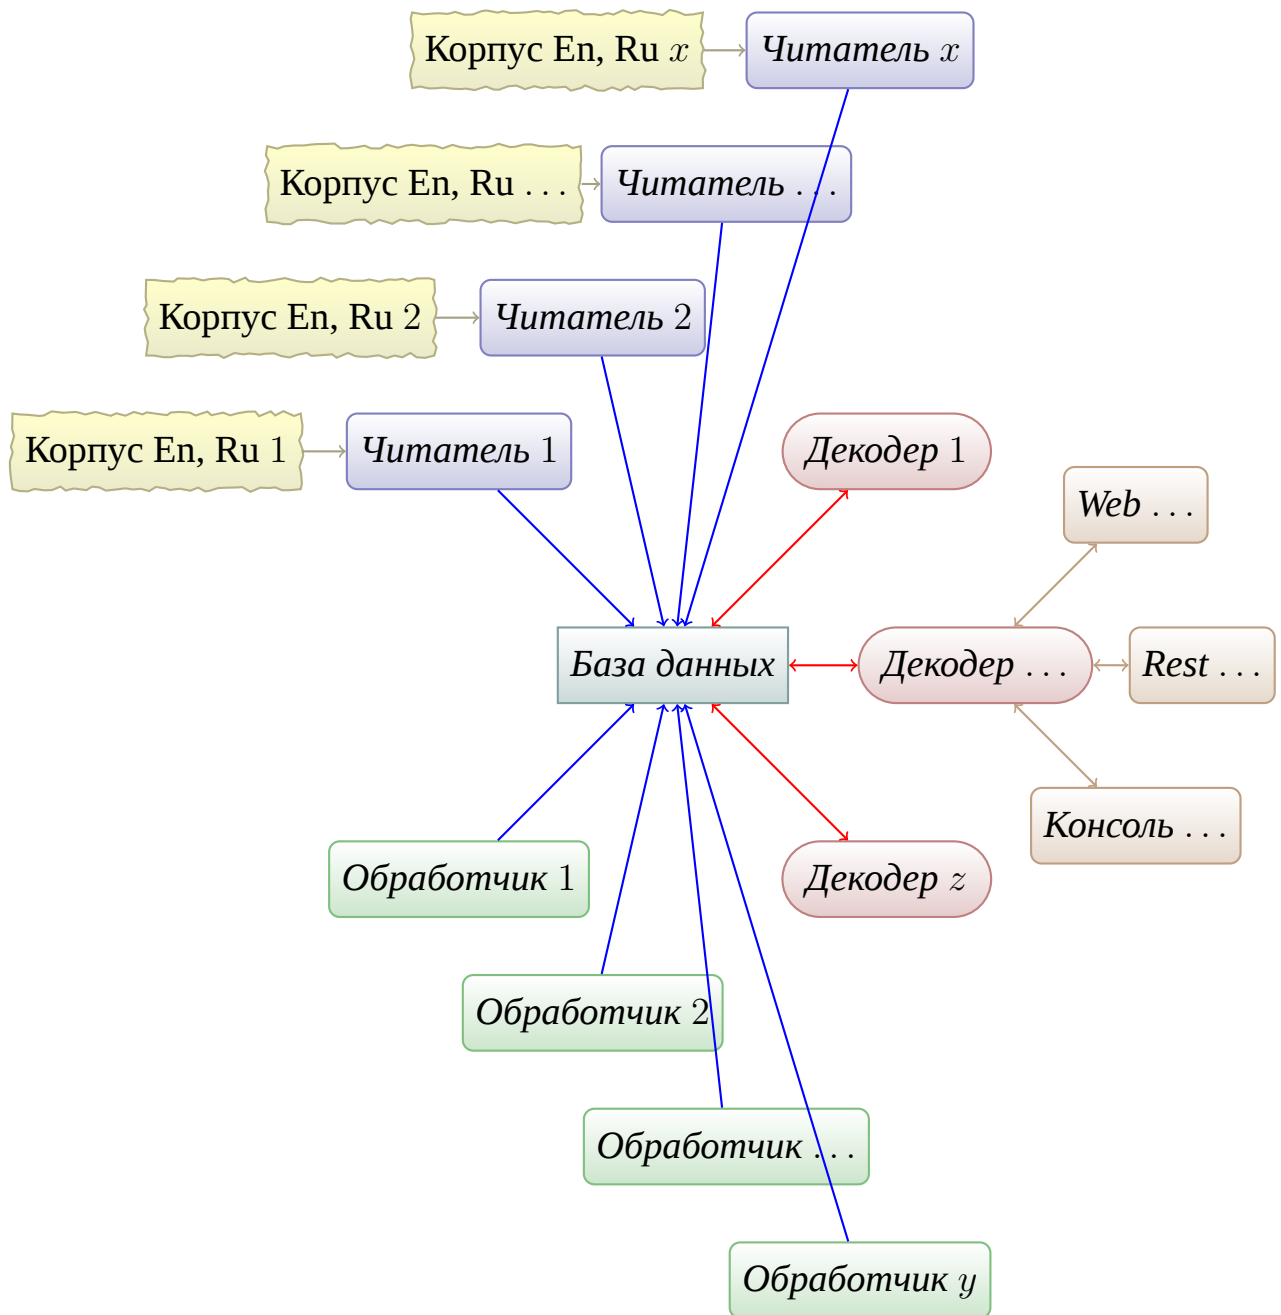 Корпус En, Ru x
Читатель x
Корпус En, Ru . . .
Читатель . . .
Корпус En, Ru 2
Читатель 2
Корпус En, Ru 1
Читатель 1
Декодер 1
Web . . .
База данных
Декодер . . .
Rest . . .
Консоль . . .
Обработчик 1
Декодер z
Обработчик 2
Обработчик . . .
Обработчик y